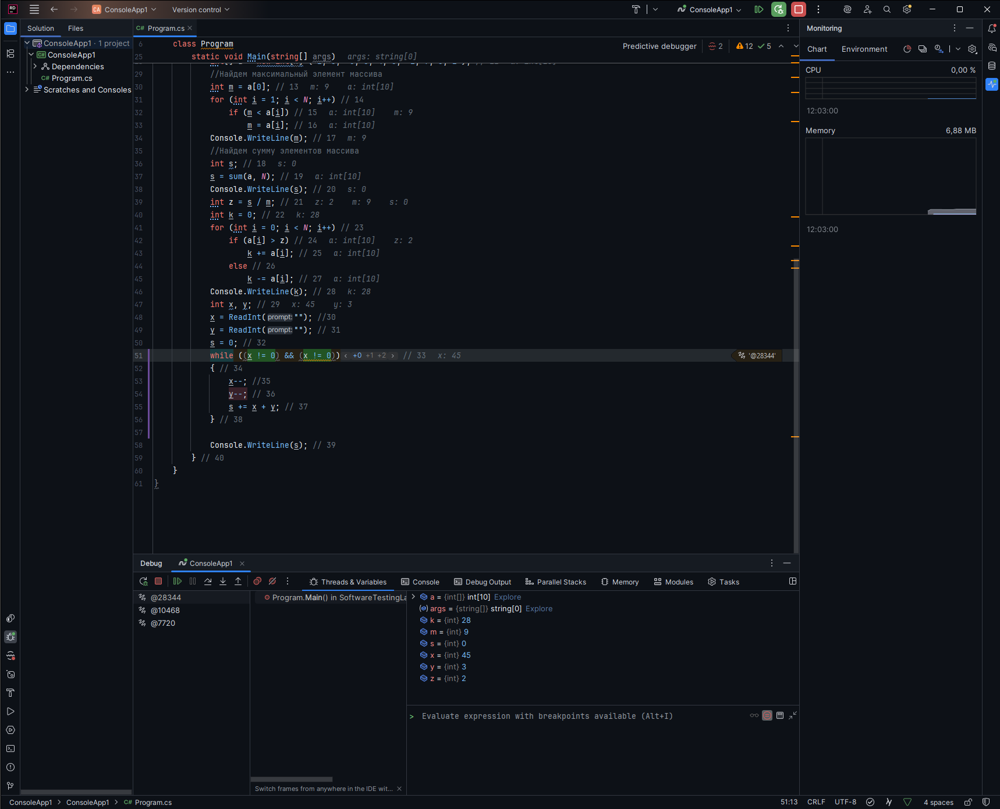 RD CA ConsoleApp1 Version control ConsoleApp1
Solution Files
ConsoleApp1 · 1 project
C# ConsoleApp1
Dependencies
C# Program.cs
Scratches and Consoles
C# Program.cs
6 class Program
Predictive debugger 2 12 5
25 static void Main(string[] args) args: string[0]
29 //Найдем максимальный элемент массива
30 int m = a[0]; // 13 m: 9 a: int[10]
31 for (int i = 1; i < N; i++) // 14
32 if (m < a[i]) // 15 a: int[10] m: 9
33 m = a[i]; // 16 a: int[10]
34 Console.WriteLine(m); // 17 m: 9
35 //Найдем сумму элементов массива
36 int s; // 18 s: 0
37 s = sum(a, N); // 19 a: int[10]
38 Console.WriteLine(s); // 20 s: 0
39 int z = s / m; // 21 z: 2 m: 9 s: 0
40 int k = 0; // 22 k: 28
41 for (int i = 0; i < N; i++) // 23
42 if (a[i] > z) // 24 a: int[10] z: 2
43 k += a[i]; // 25 a: int[10]
44 else // 26
45 k -= a[i]; // 27 a: int[10]
46 Console.WriteLine(k); // 28 k: 28
47 int x, y; // 29 x: 45 y: 3
48 x = ReadInt(prompt: ""); //30
49 y = ReadInt(prompt: ""); // 31
50 s = 0; // 32
51 while ((x != 0) && (x != 0)) < +0 +1 +2 > // 33 x: 45 '@28344'
52 { // 34
53 x--; //35
54 y--; // 36
55 s += x + y; // 37
56 } // 38
57
58 Console.WriteLine(s); // 39
59 } // 40
60 }
61 }
Monitoring
Chart Environment
CPU 0,00 %
12:03:00
Memory 6,88 MB
12:03:00
Debug ConsoleApp1
Threads & Variables Console Debug Output Parallel Stacks Memory Modules Tasks
@28344
@10468
@7720
Program.Main() in SoftwareTestingLa
a = {int[]} int[10] Explore
args = {string[]} string[0] Explore
k = {int} 28
m = {int} 9
s = {int} 0
x = {int} 45
y = {int} 3
z = {int} 2
> Evaluate expression with breakpoints available (Alt+I)
Switch frames from anywhere in the IDE wit...
ConsoleApp1 > ConsoleApp1 > C# Program.cs
51:13 CRLF UTF-8 4 spaces